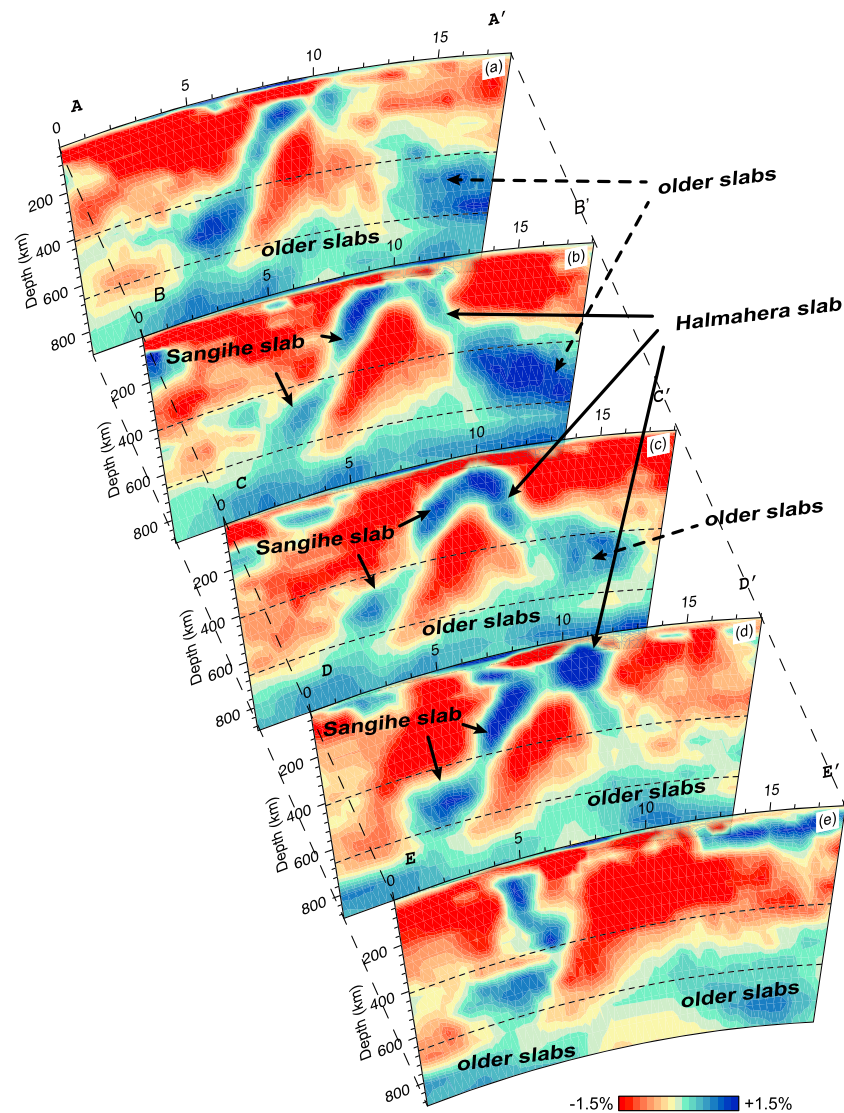 A′
15
10
(a)
5
A
0
200
400
600
800
Depth (km)
older slabs
older slabs
B′
15
10
(b)
5
B
0
200
400
600
800
Depth (km)
Sangihe slab
Halmahera slab
C′
15
10
(c)
5
C
0
200
400
600
800
Depth (km)
Sangihe slab
older slabs
older slabs
D′
15
10
(d)
5
D
0
200
400
600
800
Depth (km)
Sangihe slab
older slabs
E′
15
10
(e)
5
E
0
200
400
600
800
Depth (km)
older slabs
older slabs
-1.5% +1.5%